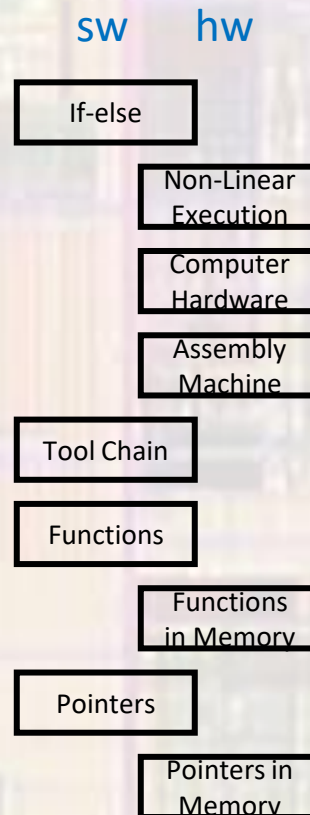 sw hw
If-else
Non-Linear
Execution
Computer
Hardware
Assembly
Machine
Tool Chain
Functions
Functions
in Memory
Pointers
Pointers in
Memory